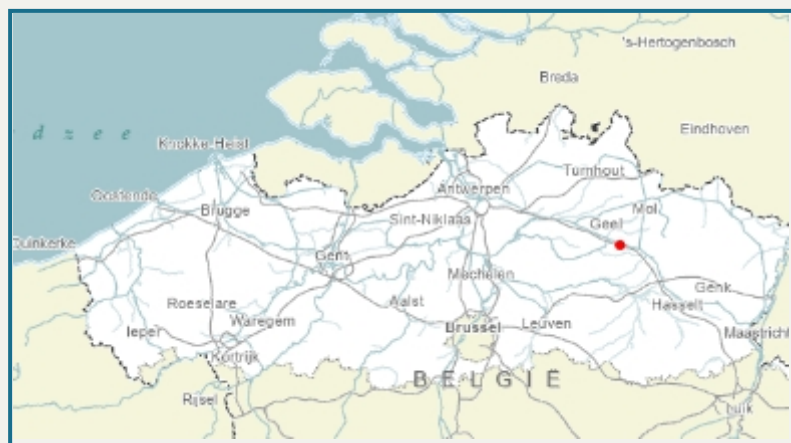 's-Hertogenbosch
Breda
Eindhoven
d z e e
Knokke-Heist
Turnhout
Antwerpen
Oostende
Mol
Brugge
Sint-Niklaas
Geel
Duinkerke
Gent
Mechelen
Genk
Roeselare
Aalst
Hasselt
Ieper
Waregem
Brussel
Leuven
Maastricht
Kortrijk
BELGIË
Rijsel
Luik